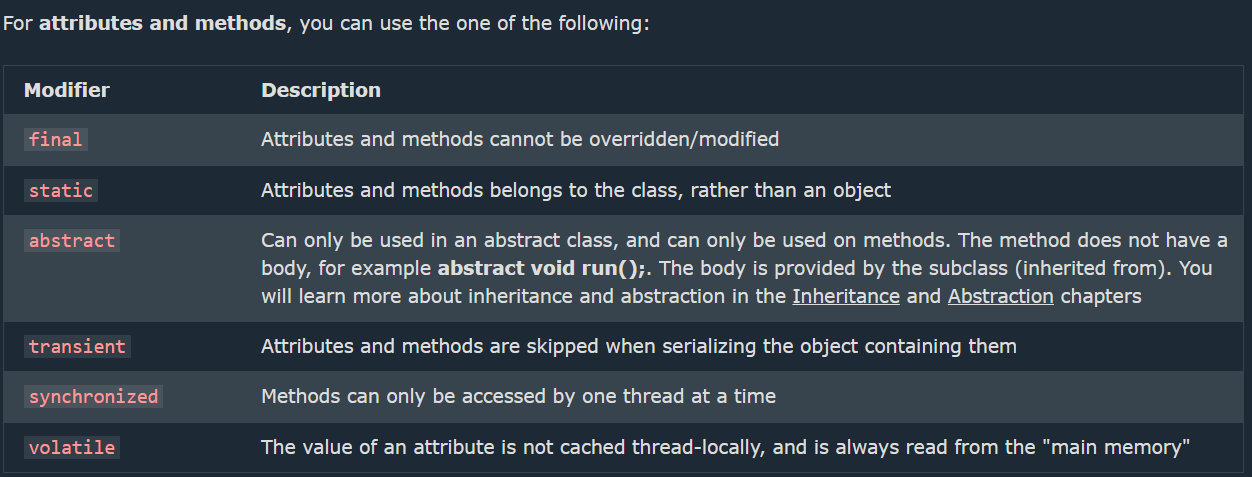 For attributes and methods, you can use the one of the following:
Modifier Description
final Attributes and methods cannot be overridden/modified
static Attributes and methods belongs to the class, rather than an object
abstract Can only be used in an abstract class, and can only be used on methods. The method does not have a
body, for example abstract void run();. The body is provided by the subclass (inherited from). You
will learn more about inheritance and abstraction in the Inheritance and Abstraction chapters
transient Attributes and methods are skipped when serializing the object containing them
synchronized Methods can only be accessed by one thread at a time
volatile The value of an attribute is not cached thread-locally, and is always read from the "main memory"